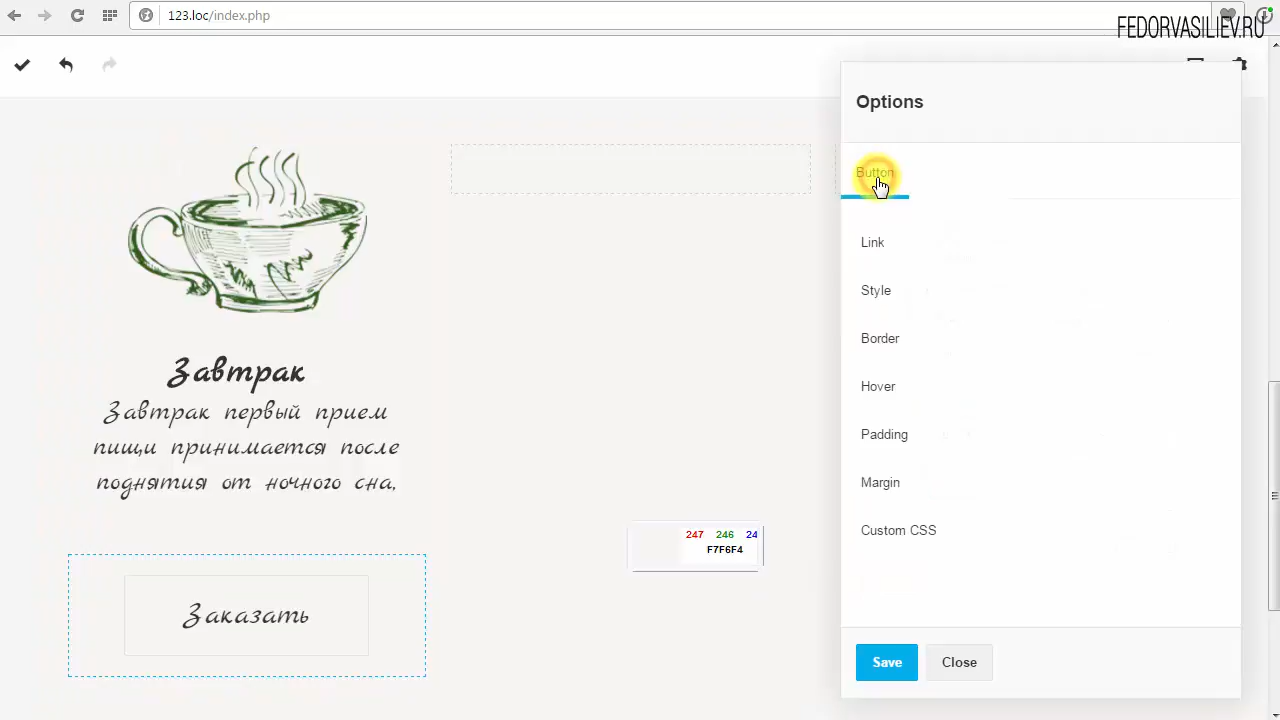 123.loc/index.php
FEDORVASILIEV.RU
Options
Button
Link
Style
Border
Hover
Padding
Margin
Custom CSS
Завтрак
Завтрак первый прием
пищи принимается после
поднятия от ночного сна,
247 246 24
F7F6F4
Заказать
Save Close